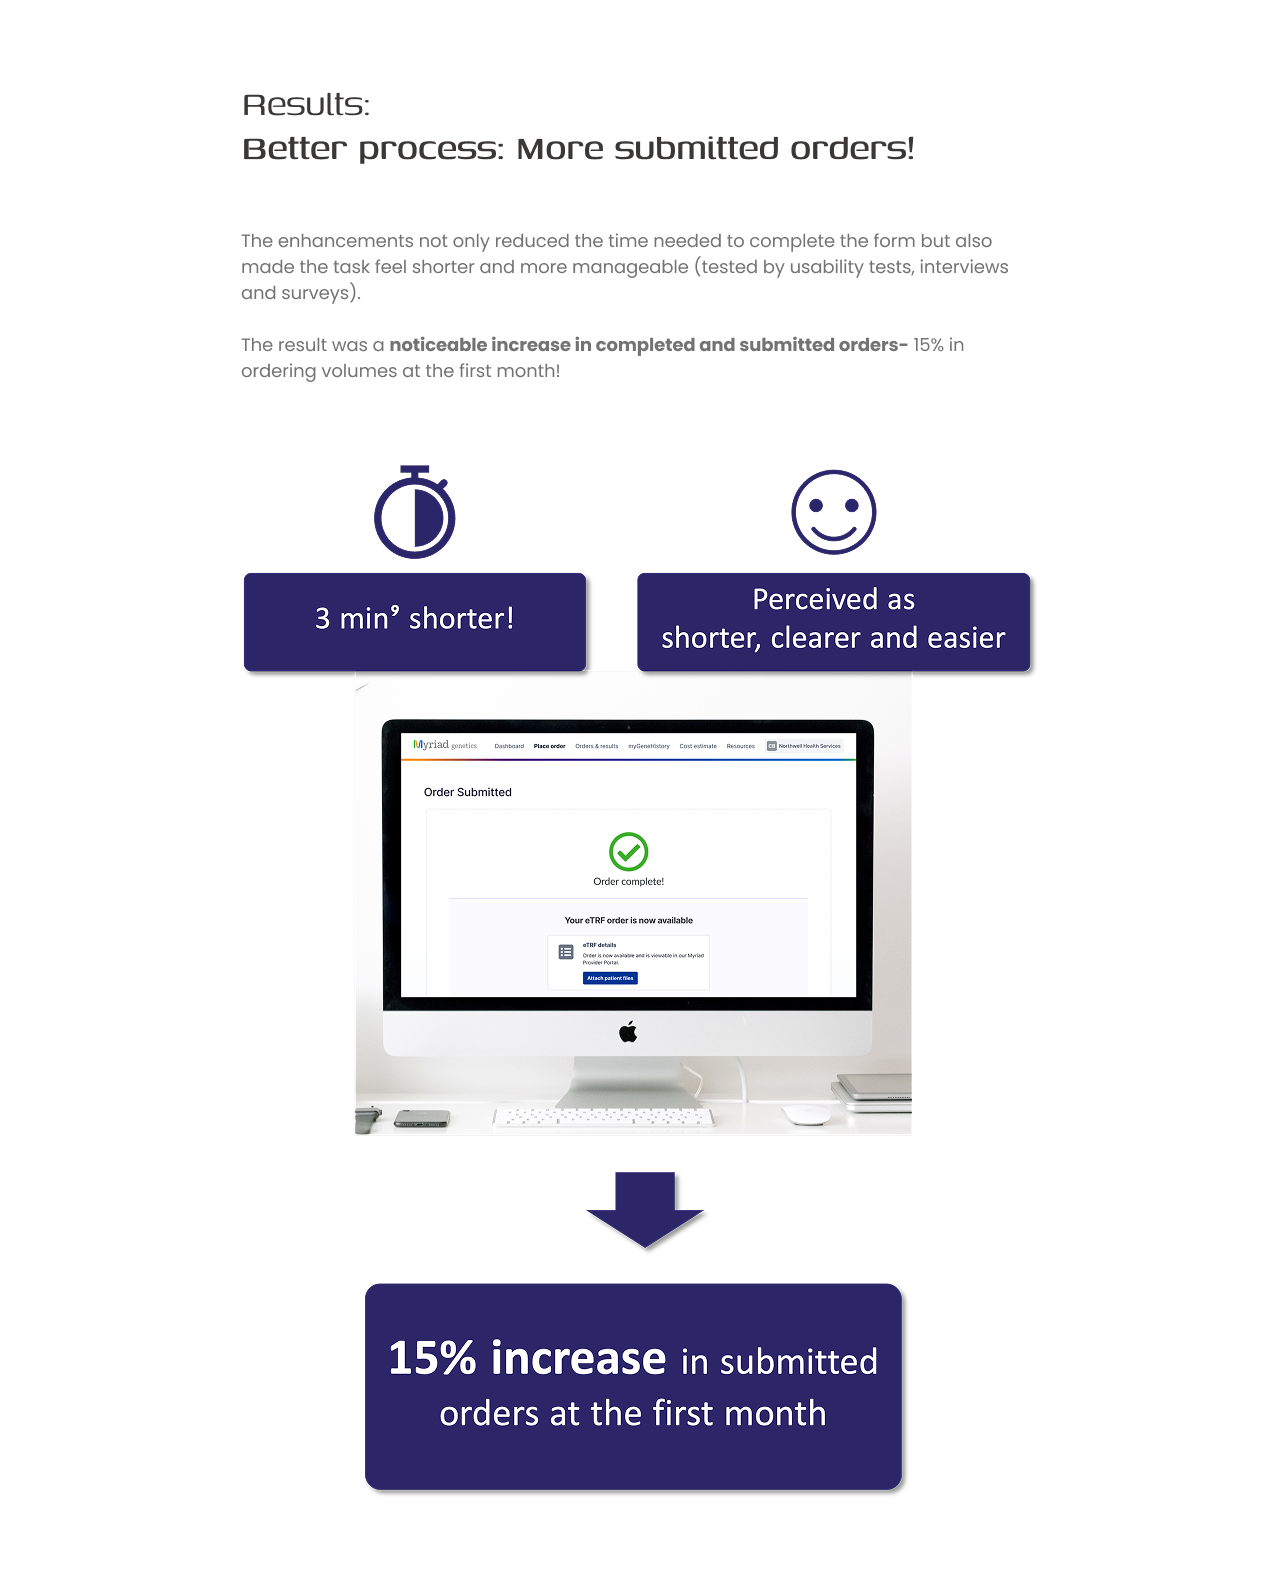 Results:
Better process: More submitted orders!
The enhancements not only reduced the time needed to complete the form but also
made the task feel shorter and more manageable (tested by usability tests, interviews
and surveys).
The result was a noticeable increase in completed and submitted orders- 15% in
ordering volumes at the first month!
3 min⁹ shorter!
Perceived as
shorter, clearer and easier
Myriad genetics Dashboard Place order Orders & results myGeneHistory Cost estimate Resources CB Northwell Health Services
Order Submitted
Order complete!
Your eTRF order is now available
eTRF details
Order is now available and is viewable in our Myriad
Provider Portal.
Attach patient files
15% increase in submitted
orders at the first month